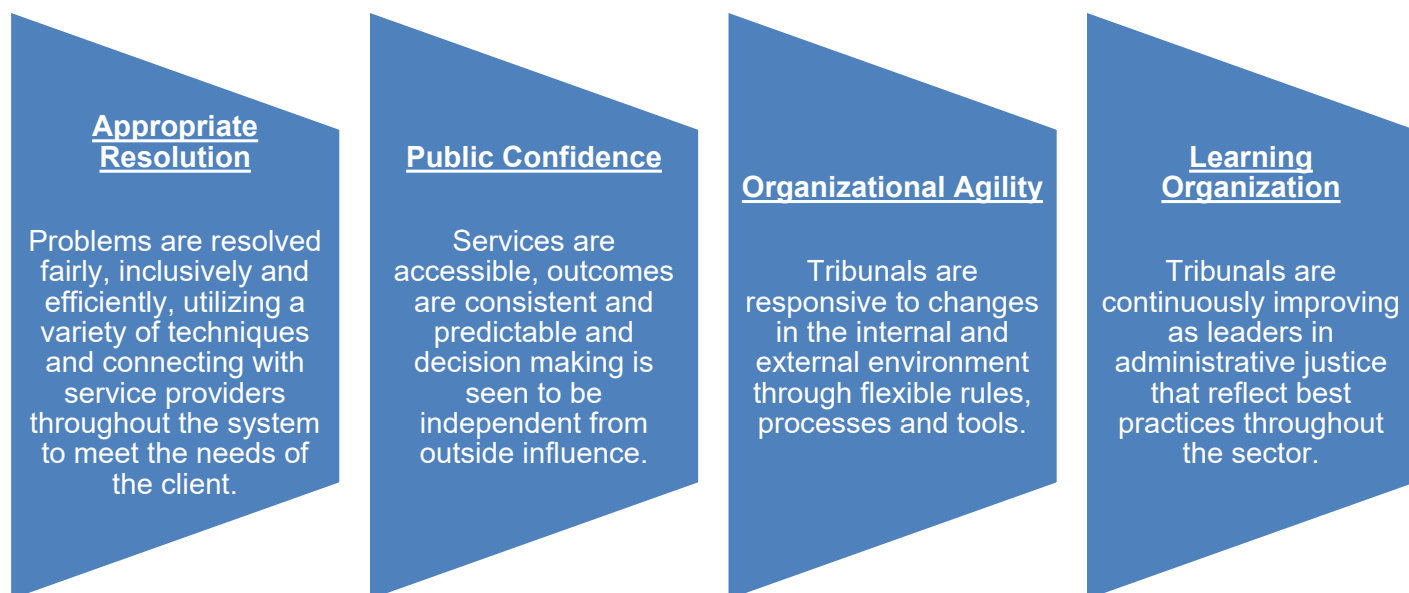 Appropriate
Resolution
Problems are resolved
fairly, inclusively and
efficiently, utilizing a
variety of techniques
and connecting with
service providers
throughout the system
to meet the needs of
the client.
Public Confidence
Services are
accessible, outcomes
are consistent and
predictable and
decision making is
seen to be
independent from
outside influence.
Organizational Agility
Tribunals are
responsive to changes
in the internal and
external environment
through flexible rules,
processes and tools.
Learning
Organization
Tribunals are
continuously improving
as leaders in
administrative justice
that reflect best
practices throughout
the sector.